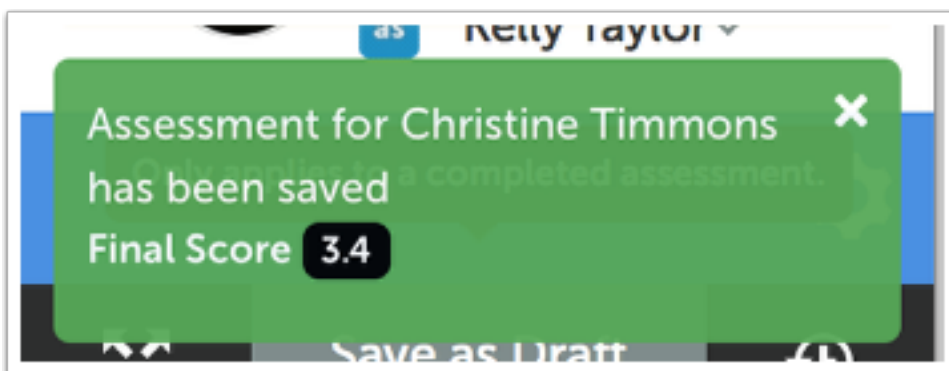 as Kelly Taylor
Assessment for Christine Timmons
Only applies to a completed assessment.
has been saved
Final Score 3.4
Save as Draft